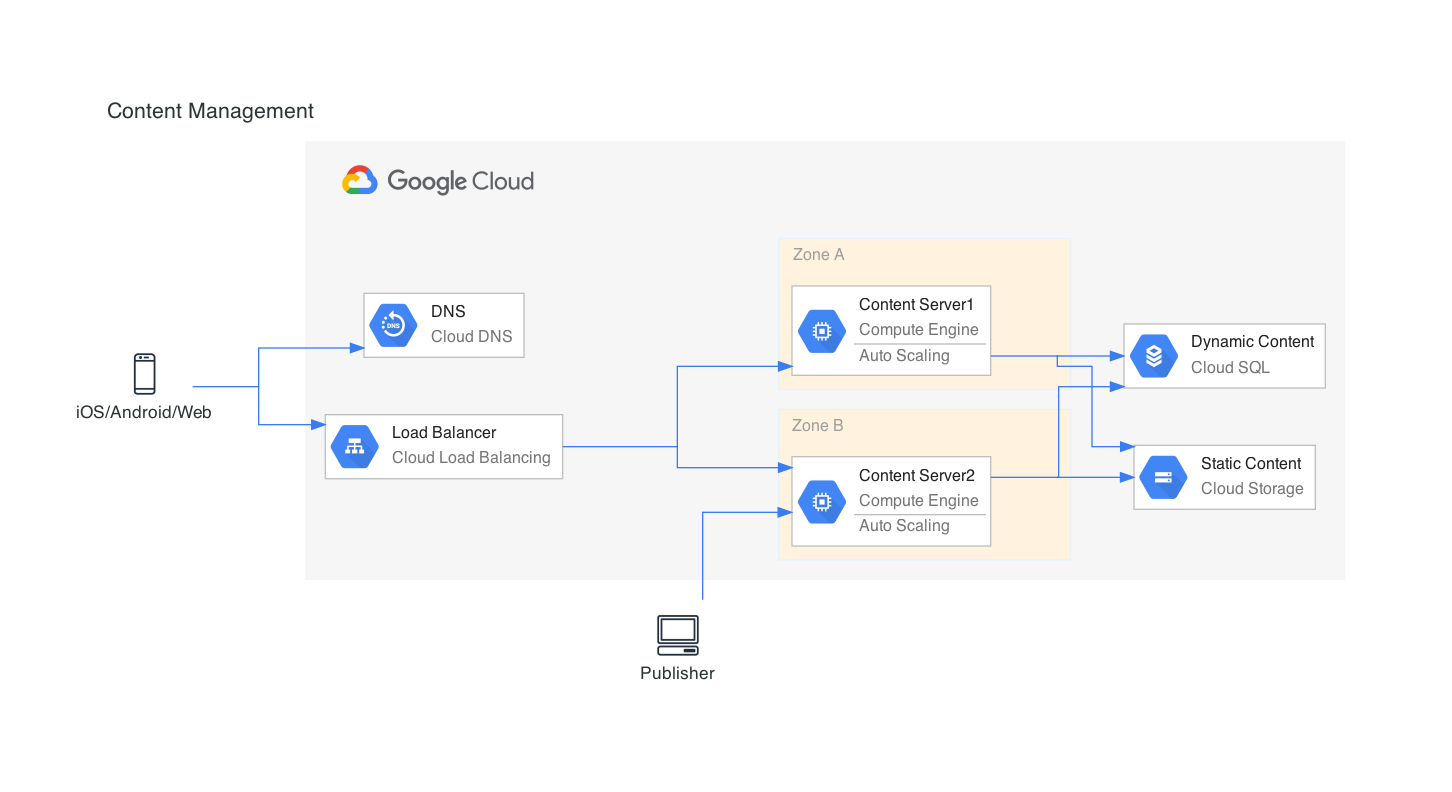 Content Management
Google Cloud
Zone A
DNS
Cloud DNS
DNS
Content Server1
Compute Engine
Auto Scaling
Dynamic Content
Cloud SQL
iOS/Android/Web
Load Balancer
Cloud Load Balancing
Zone B
Content Server2
Compute Engine
Auto Scaling
Static Content
Cloud Storage
Publisher